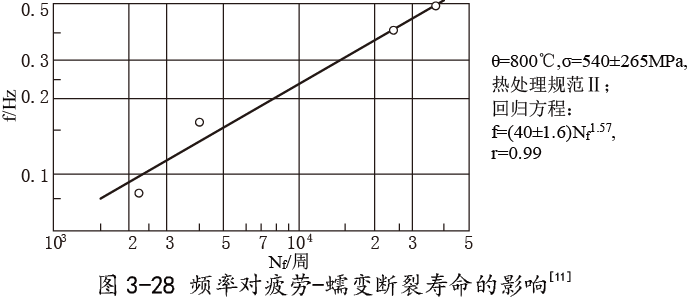 0.5
0.3
0.2
0.1
f/Hz
10³ 2 3 5 7 10⁴ 2 3 5
N_f/周
θ=800℃,σ=540±265MPa,
热处理规范Ⅱ;
回归方程:
f=(40±1.6)N_f^1.57,
r=0.99
图 3-28 频率对疲劳-蠕变断裂寿命的影响[11]